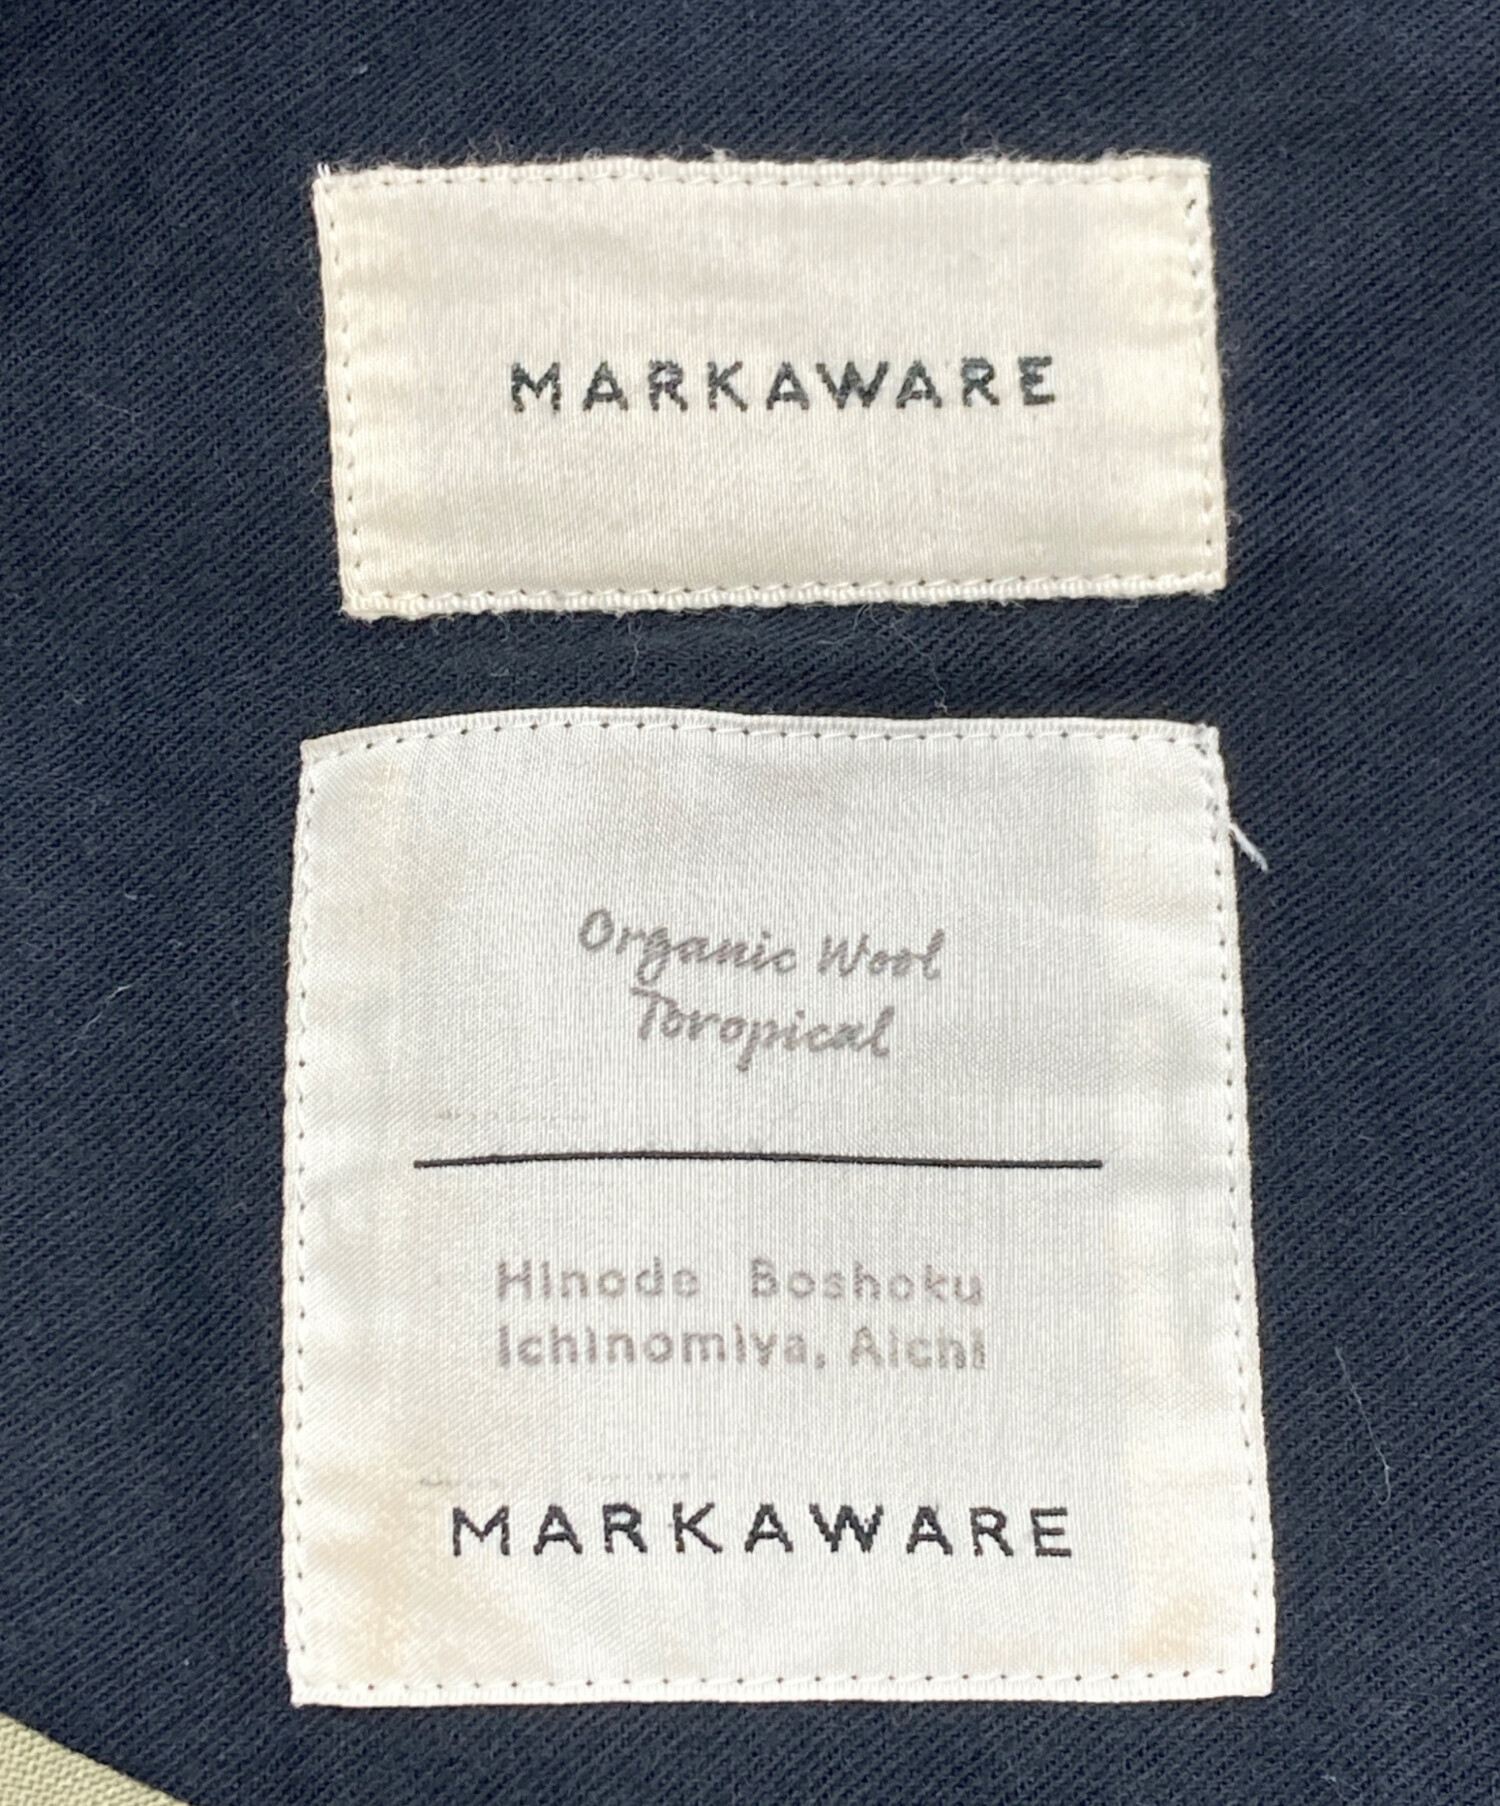 MARKAWARE
Organic Wool
Toropical
Hinode Boshoku
Ichinomiya, Aichi
MARKAWARE